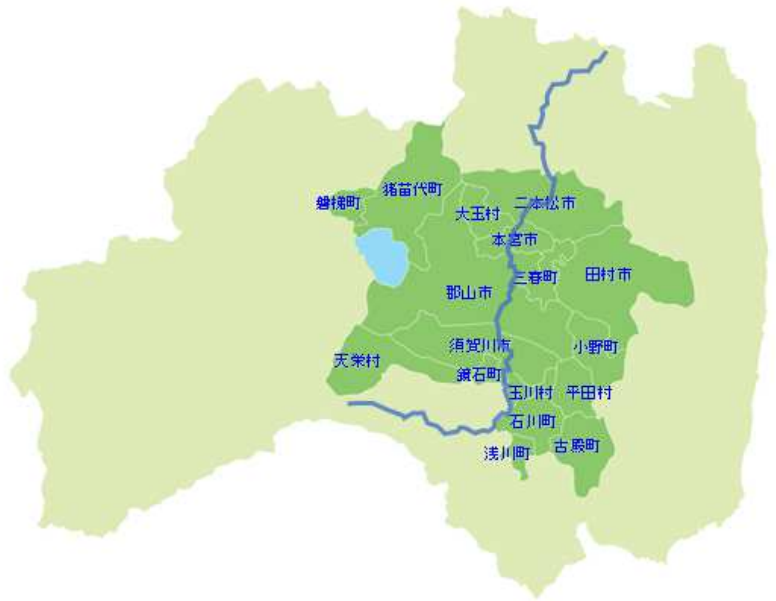 猪苗代町
磐梯町
二本松市
大玉村
本宮市
田村市
三春町
郡山市
須賀川市
小野町
天栄村
鏡石町
玉川村
平田村
石川町
古殿町
浅川町